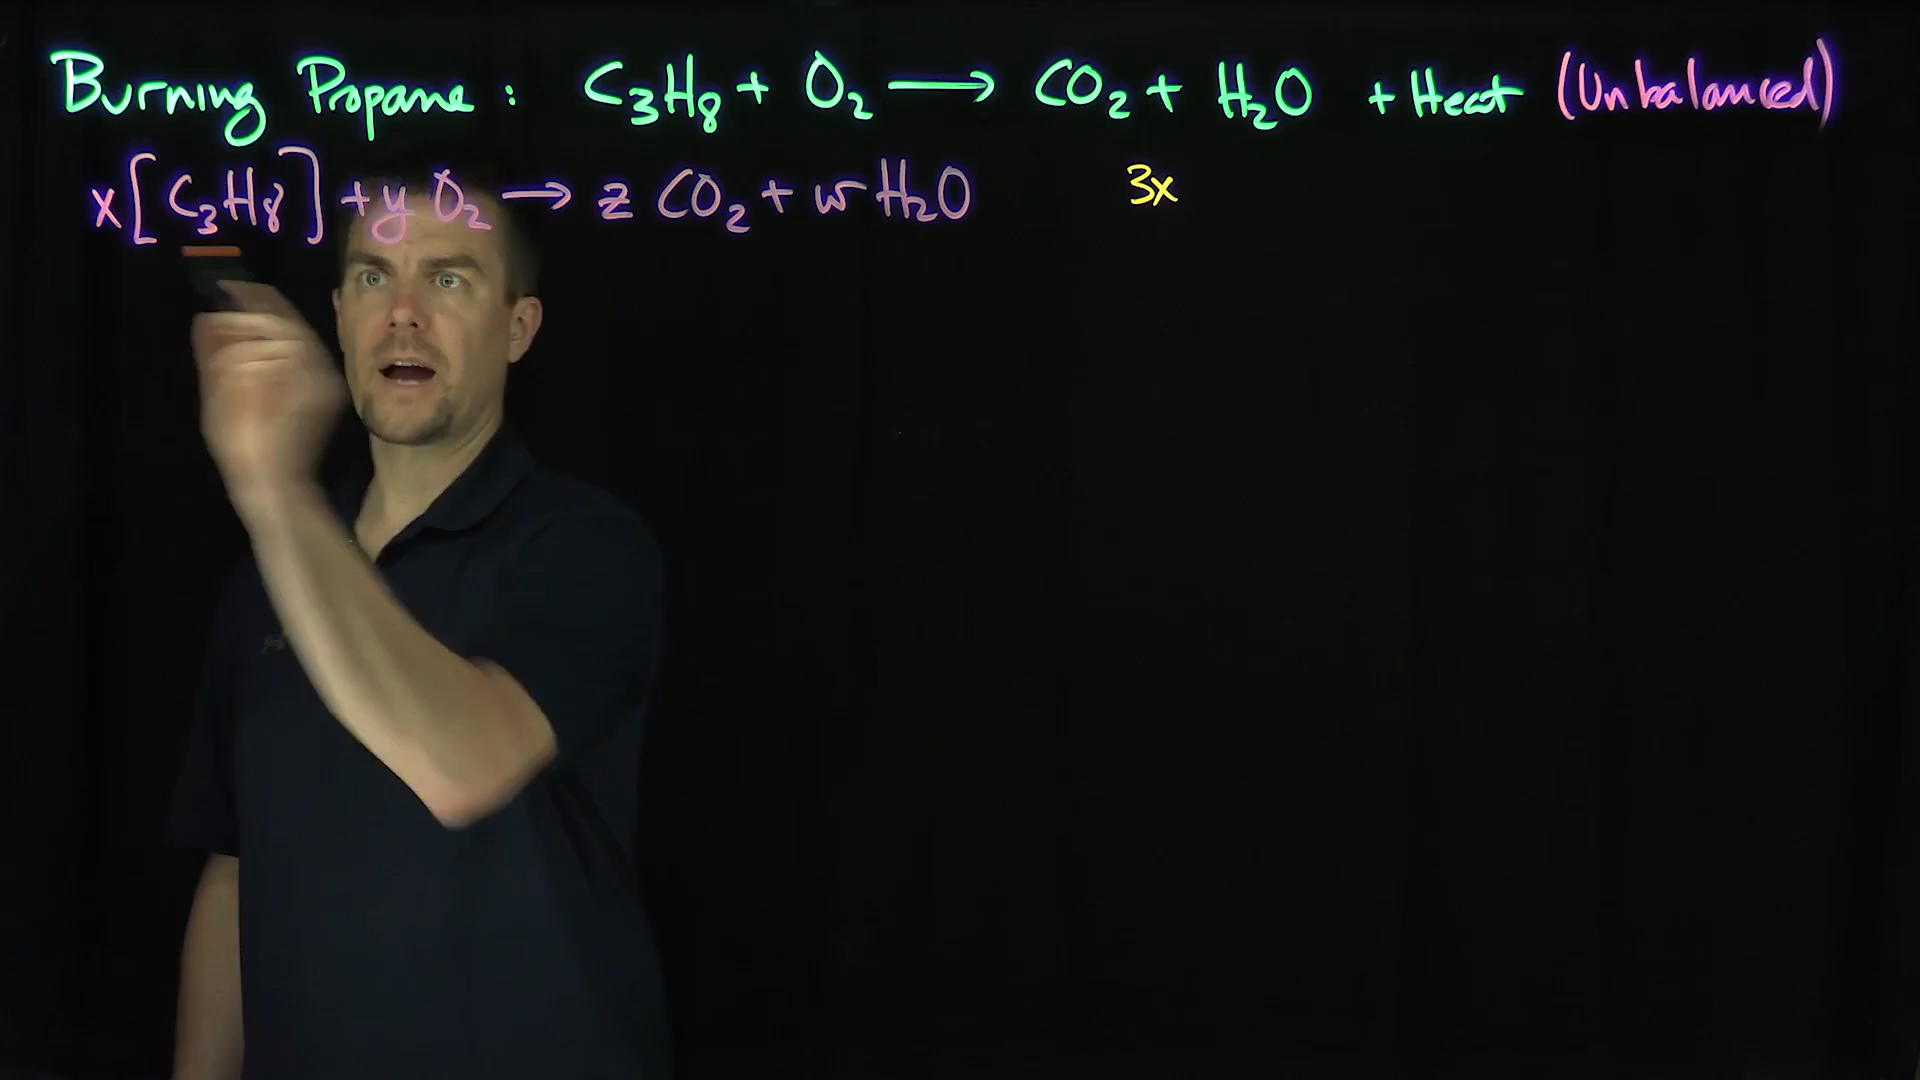 Burning Propane : C₃H₈ + O₂ ⟶ CO₂ + H₂O + Heat (Unbalanced)
x[C₃H₈] + y O₂ → z CO₂ + w H₂O 3x